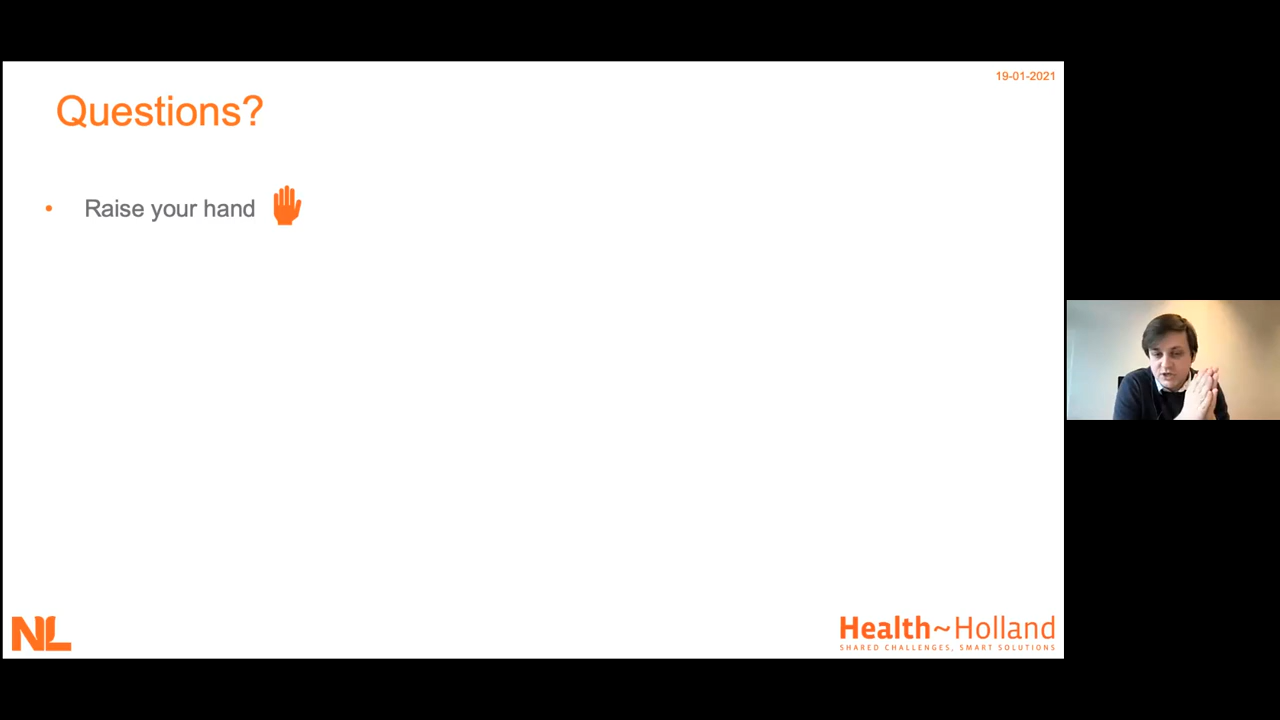 19-01-2021
Questions?
• Raise your hand
NL
Health~Holland
SHARED CHALLENGES, SMART SOLUTIONS